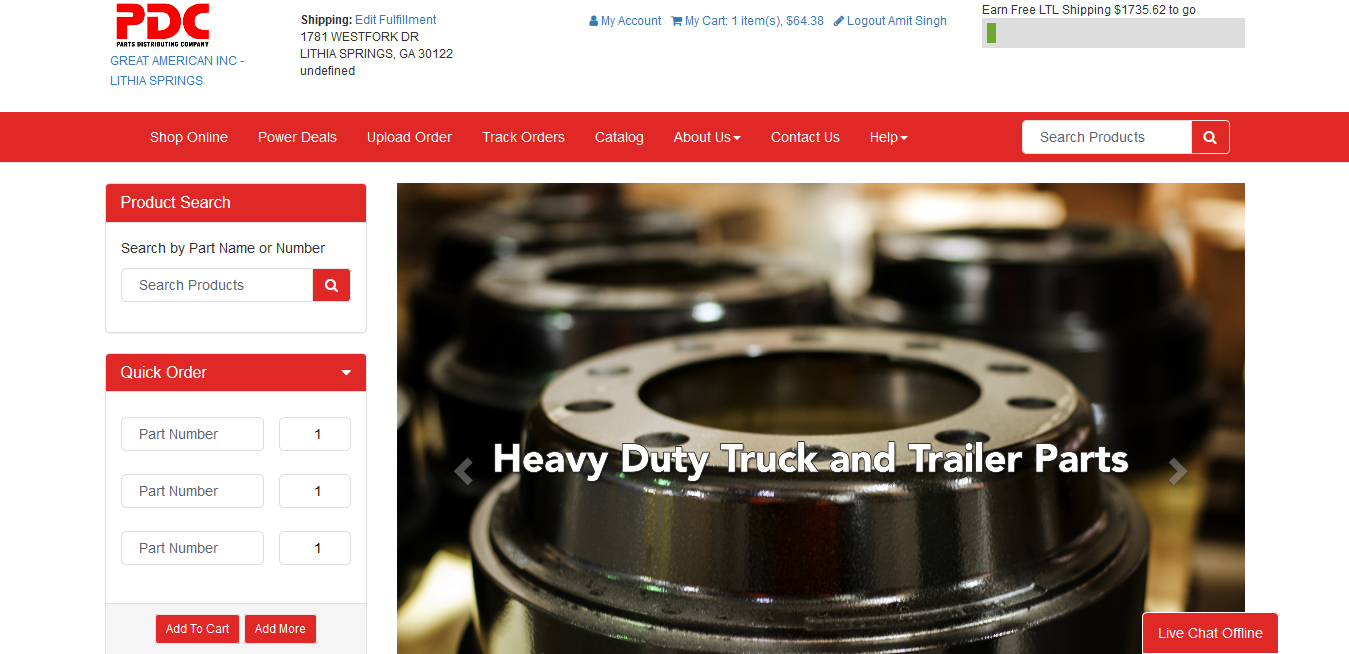 PDC
PARTS DISTRIBUTING COMPANY
GREAT AMERICAN INC -
LITHIA SPRINGS
Shipping: Edit Fulfillment
1781 WESTFORK DR
LITHIA SPRINGS, GA 30122
undefined
My Account My Cart: 1 item(s), $64.38 Logout Amit Singh
Earn Free LTL Shipping $1735.62 to go
Shop Online Power Deals Upload Order Track Orders Catalog About Us Contact Us Help Search Products
Product Search
Search by Part Name or Number
Search Products
Quick Order
Part Number 1
Part Number 1
Part Number 1
Add To Cart Add More
Heavy Duty Truck and Trailer Parts
Live Chat Offline